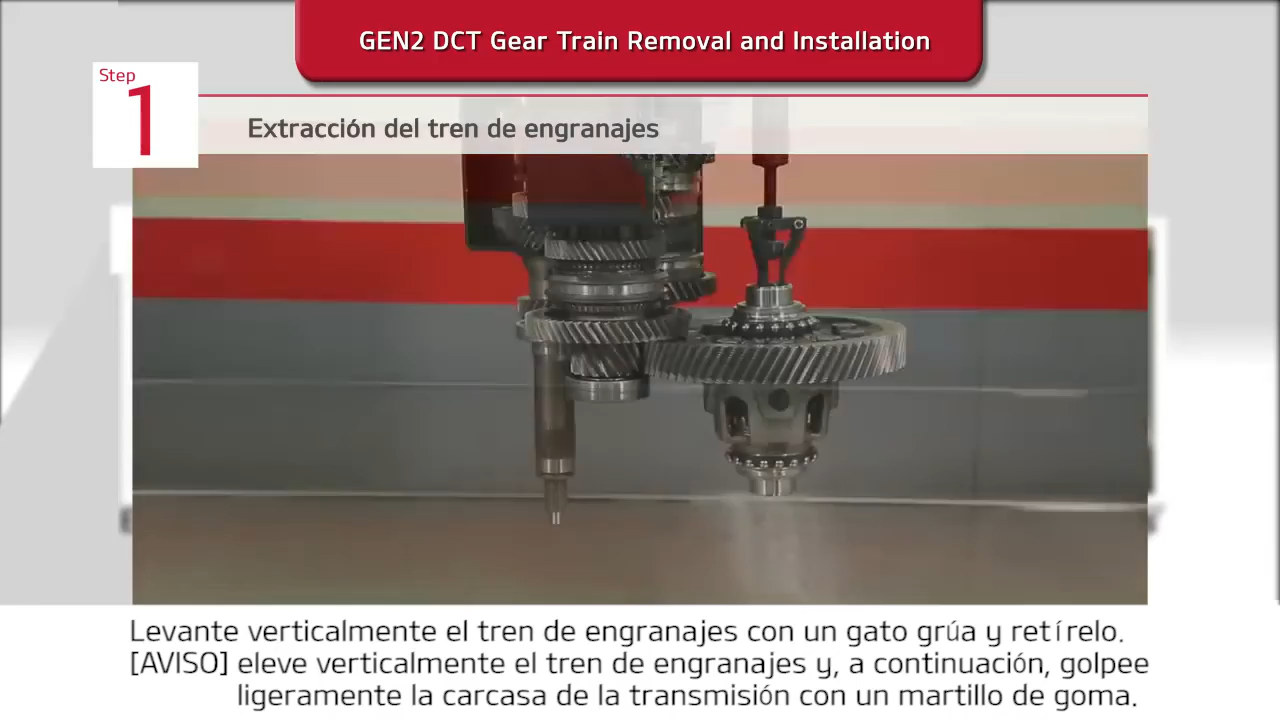 GEN2 DCT Gear Train Removal and Installation
Step
1
Extracción del tren de engranajes
Levante verticalmente el tren de engranajes con un gato grúa y retírelo.
[AVISO] eleve verticalmente el tren de engranajes y, a continuación, golpee
ligeramente la carcasa de la transmisión con un martillo de goma.